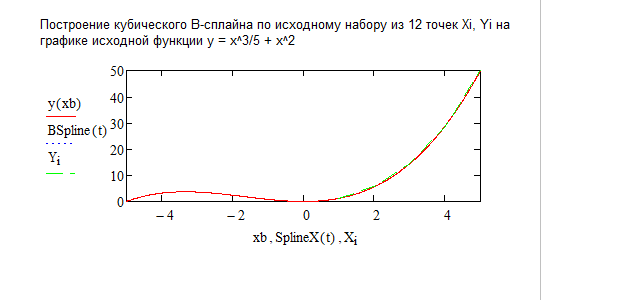 Построение кубического В-сплайна по исходному набору из 12 точек Xi, Yi на
графике исходной функции y = x^3/5 + x^2
50
40
30
20
10
0
y(xb)
BSpline(t)
Yi
−4
−2
0
2
4
xb, SplineX(t), Xi